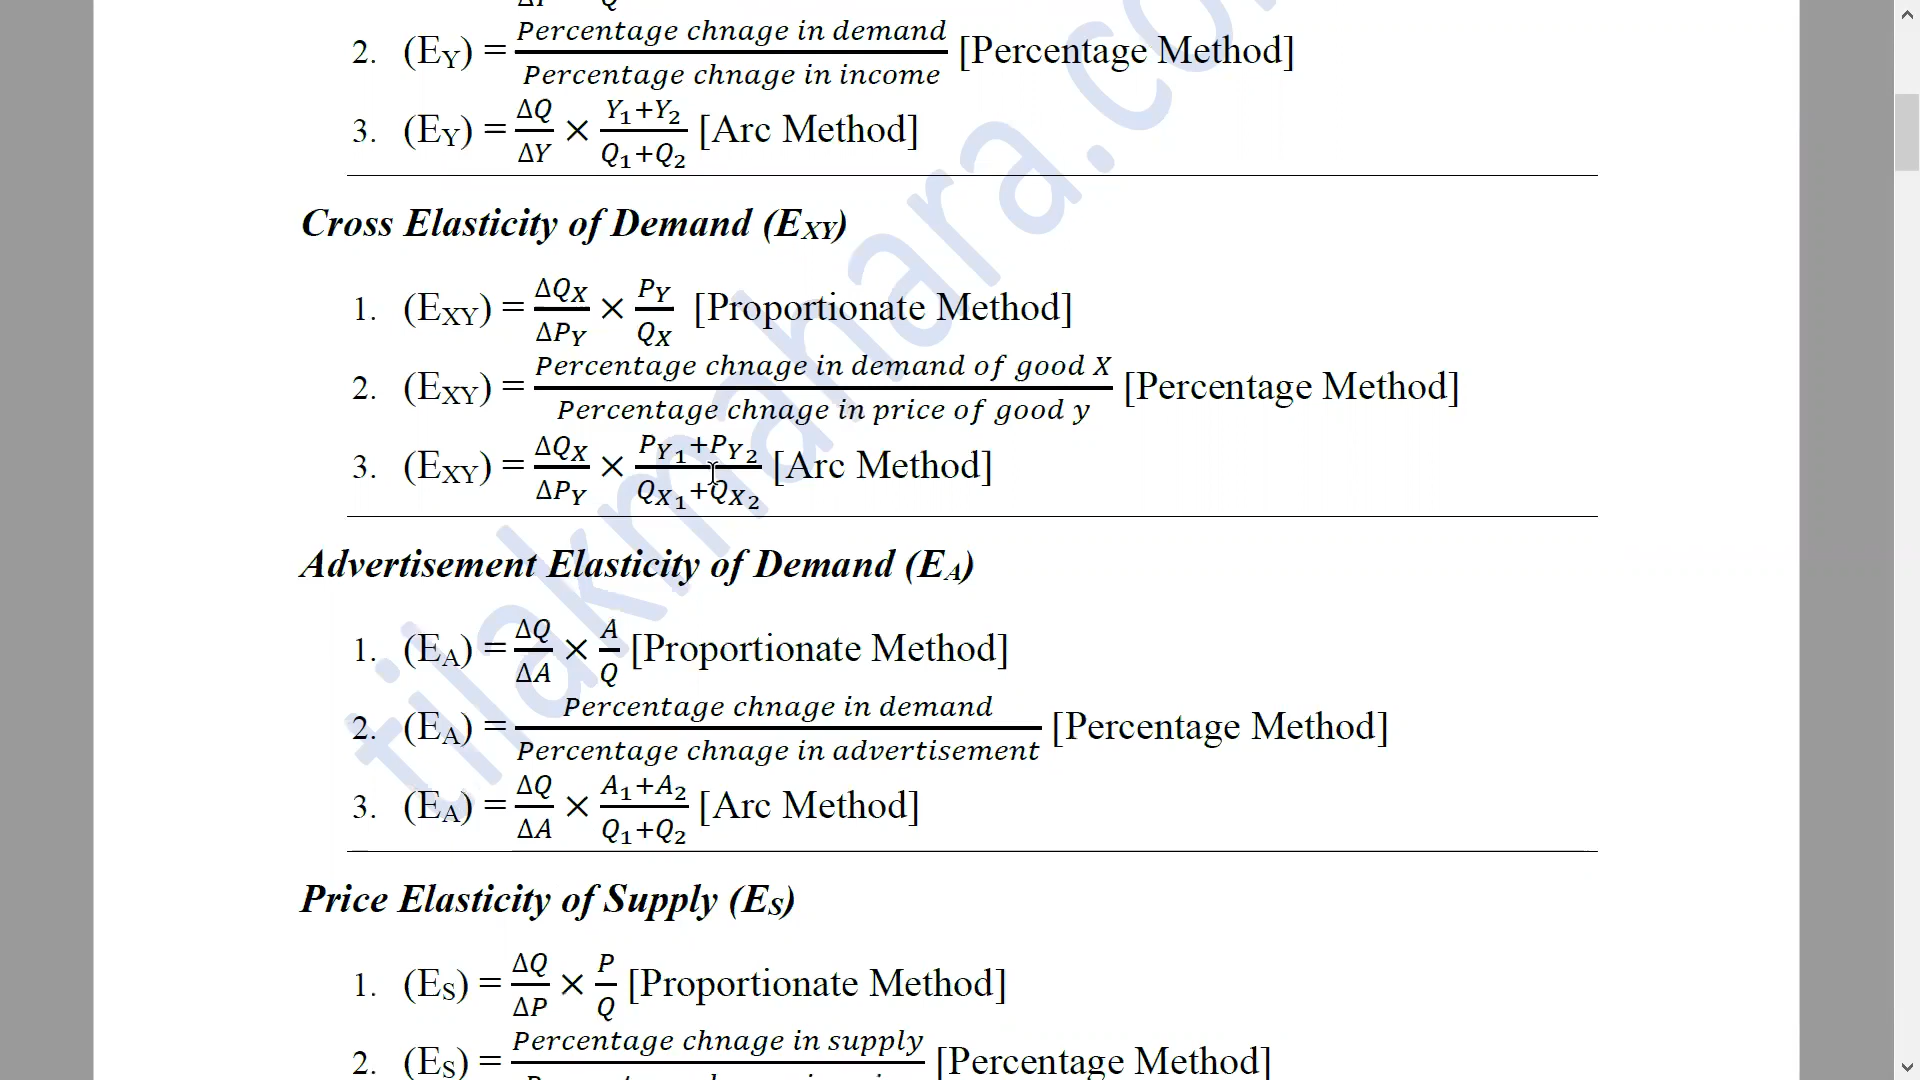 2. (E_Y) = Percentage chnage in demand / Percentage chnage in income [Percentage Method]
3. (E_Y) = ΔQ/ΔY × Y₁+Y₂/Q₁+Q₂ [Arc Method]
Cross Elasticity of Demand (E_XY)
1. (E_XY) = ΔQ_X/ΔP_Y × P_Y/Q_X [Proportionate Method]
2. (E_XY) = Percentage chnage in demand of good X / Percentage chnage in price of good y [Percentage Method]
3. (E_XY) = ΔQ_X/ΔP_Y × P_Y₁+P_Y₂/Q_X₁+Q_X₂ [Arc Method]
Advertisement Elasticity of Demand (E_A)
1. (E_A) = ΔQ/ΔA × A/Q [Proportionate Method]
2. (E_A) = Percentage chnage in demand / Percentage chnage in advertisement [Percentage Method]
3. (E_A) = ΔQ/ΔA × A₁+A₂/Q₁+Q₂ [Arc Method]
Price Elasticity of Supply (E_S)
1. (E_S) = ΔQ/ΔP × P/Q [Proportionate Method]
2. (E_S) = Percentage chnage in supply [Percentage Method]
tilakmahara.co